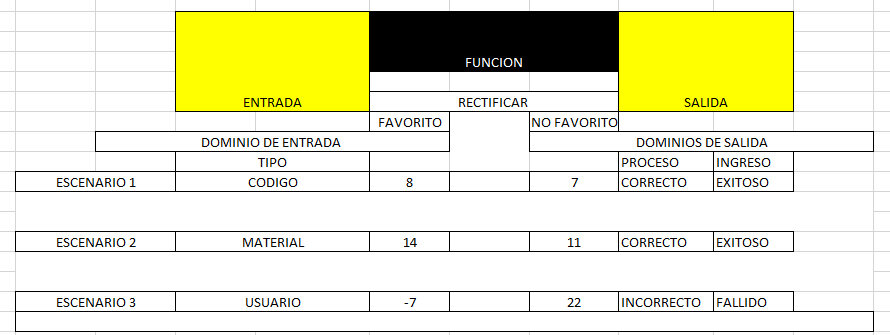 FUNCION
ENTRADA RECTIFICAR SALIDA
FAVORITO NO FAVORITO
DOMINIO DE ENTRADA DOMINIOS DE SALIDA
TIPO PROCESO INGRESO
ESCENARIO 1 CODIGO 8 7 CORRECTO EXITOSO
ESCENARIO 2 MATERIAL 14 11 CORRECTO EXITOSO
ESCENARIO 3 USUARIO -7 22 INCORRECTO FALLIDO